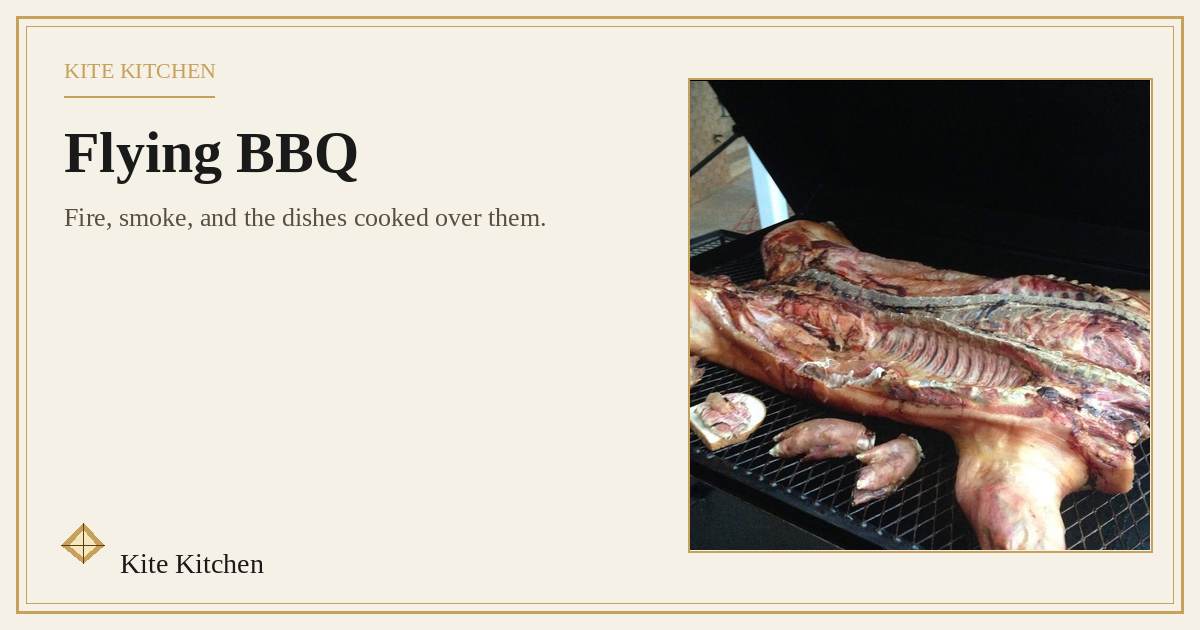 KITE KITCHEN
Flying BBQ
Fire, smoke, and the dishes cooked over them.
Kite Kitchen